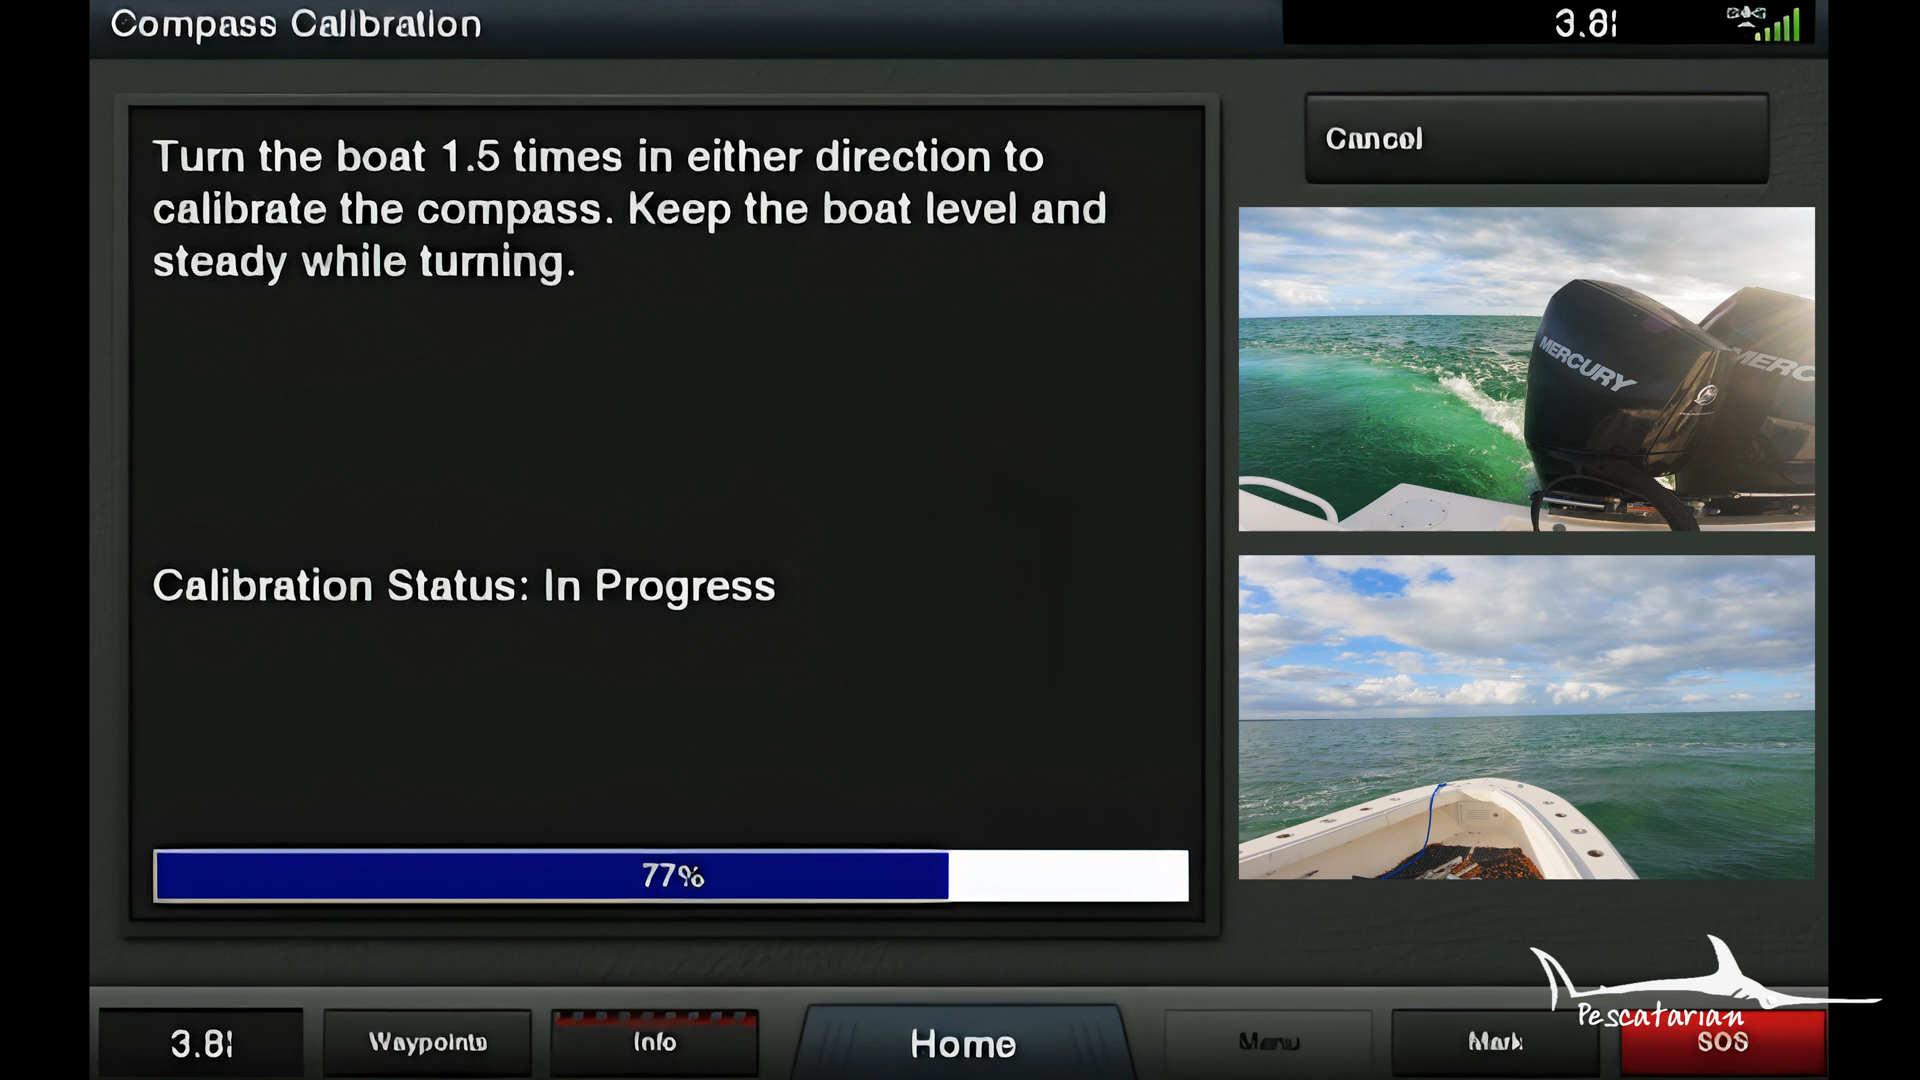 Compass Calibration
3.8
Cancel
Turn the boat 1.5 times in either direction to
calibrate the compass. Keep the boat level and
steady while turning.
MERCURY
MERC
Calibration Status: In Progress
77%
Pescatarian
3.8
Waypoints
Info
Home
Menu
Mark
SOS